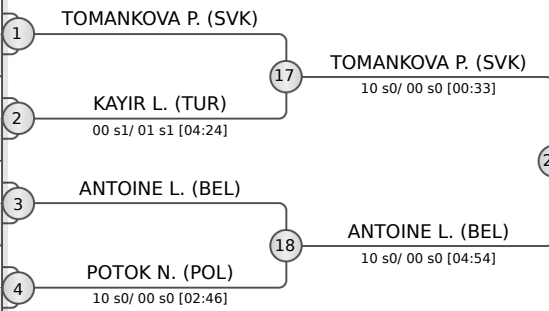 TOMANKOVA P. (SVK)
1
17
TOMANKOVA P. (SVK)
10 s0/ 00 s0 [00:33]
KAYIR L. (TUR)
2
00 s1/ 01 s1 [04:24]
ANTOINE L. (BEL)
3
18
ANTOINE L. (BEL)
10 s0/ 00 s0 [04:54]
POTOK N. (POL)
4
10 s0/ 00 s0 [02:46]